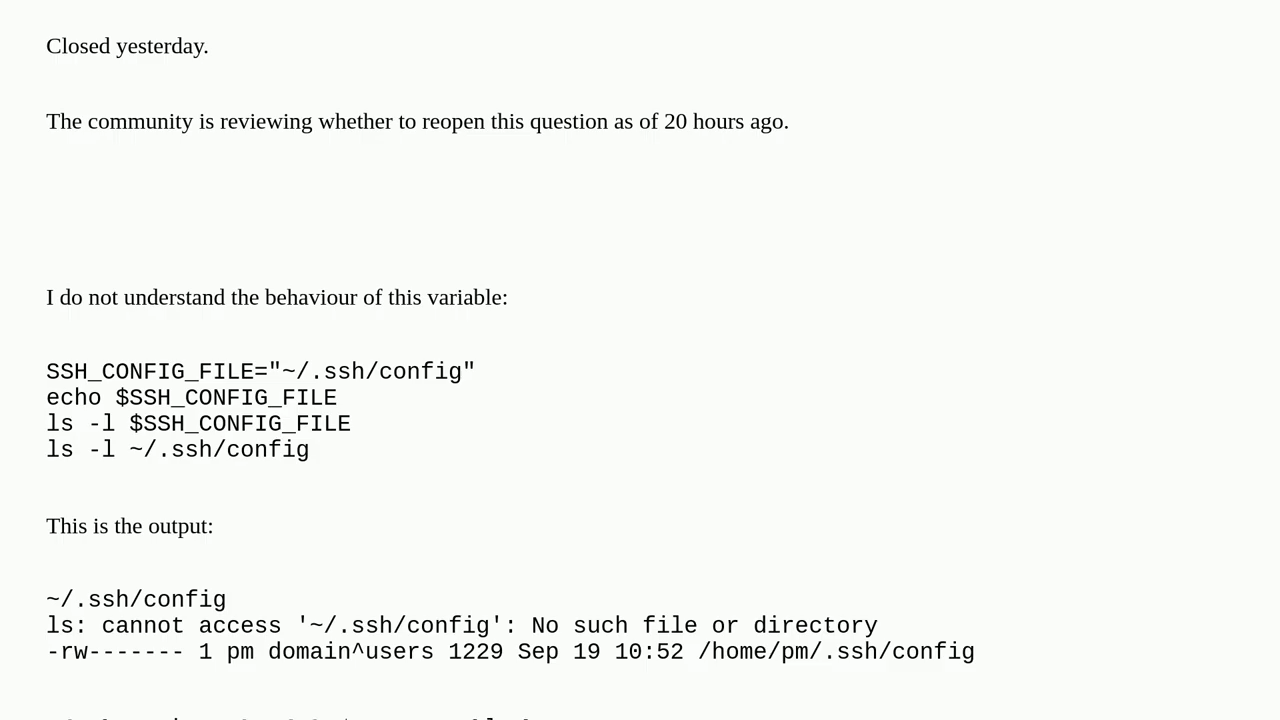 Closed yesterday.
The community is reviewing whether to reopen this question as of 20 hours ago.
I do not understand the behaviour of this variable:
SSH_CONFIG_FILE="~/.ssh/config"
echo $SSH_CONFIG_FILE
ls -l $SSH_CONFIG_FILE
ls -l ~/.ssh/config
This is the output:
~/.ssh/config
ls: cannot access '~/.ssh/config': No such file or directory
-rw------- 1 pm domain^users 1229 Sep 19 10:52 /home/pm/.ssh/config